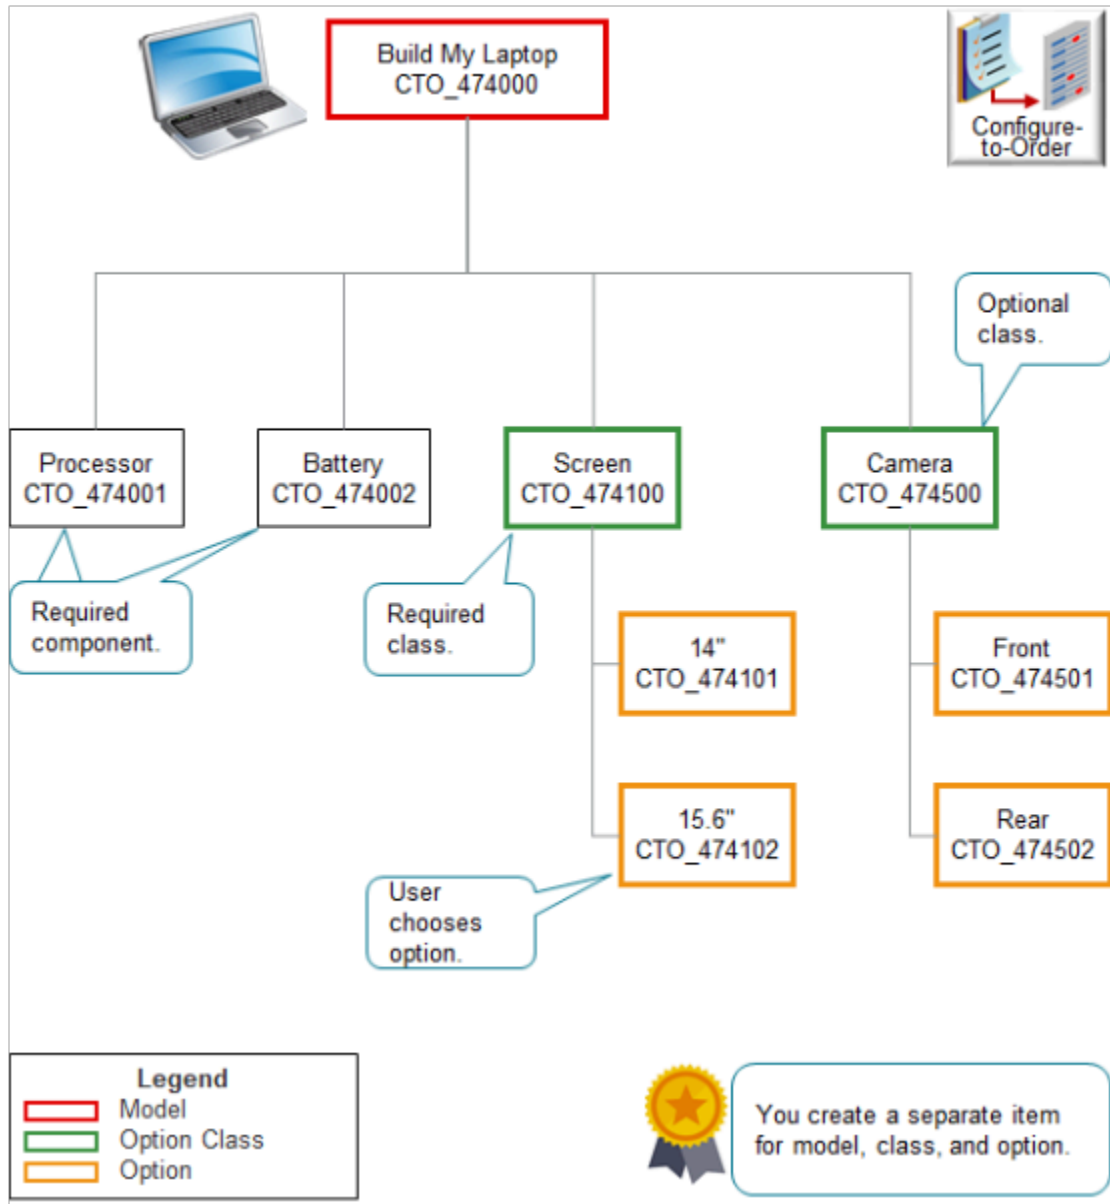 Build My Laptop
CTO_474000
Configure-
to-Order
Optional
class.
Processor
CTO_474001
Battery
CTO_474002
Screen
CTO_474100
Camera
CTO_474500
Required
component.
Required
class.
14"
CTO_474101
Front
CTO_474501
15.6"
CTO_474102
Rear
CTO_474502
User
chooses
option.
Legend
Model
Option Class
Option
You create a separate item
for model, class, and option.